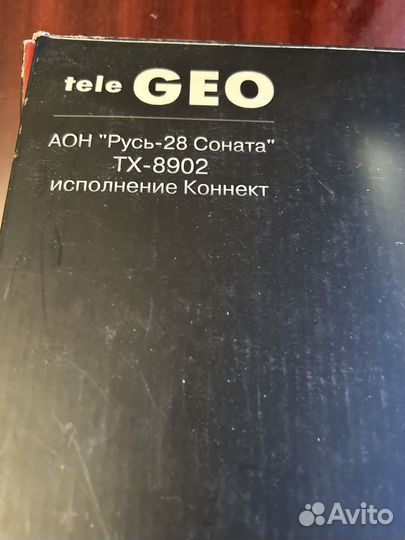 tele GEO
АОН "Русь-28 Соната"
TX-8902
исполнение Коннект
Avito